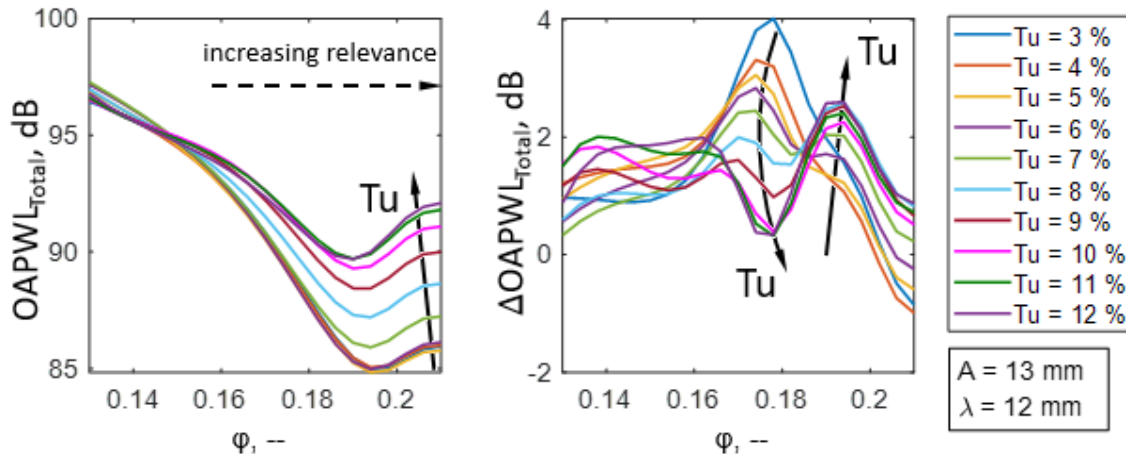 100
95
90
85
OAPWL_Total, dB
increasing relevance
Tu
0.14 0.16 0.18 0.2
φ, --
4
2
0
-2
ΔOAPWL_Total, dB
Tu
Tu
0.14 0.16 0.18 0.2
φ, --
Tu = 3 %
Tu = 4 %
Tu = 5 %
Tu = 6 %
Tu = 7 %
Tu = 8 %
Tu = 9 %
Tu = 10 %
Tu = 11 %
Tu = 12 %
A = 13 mm
λ = 12 mm